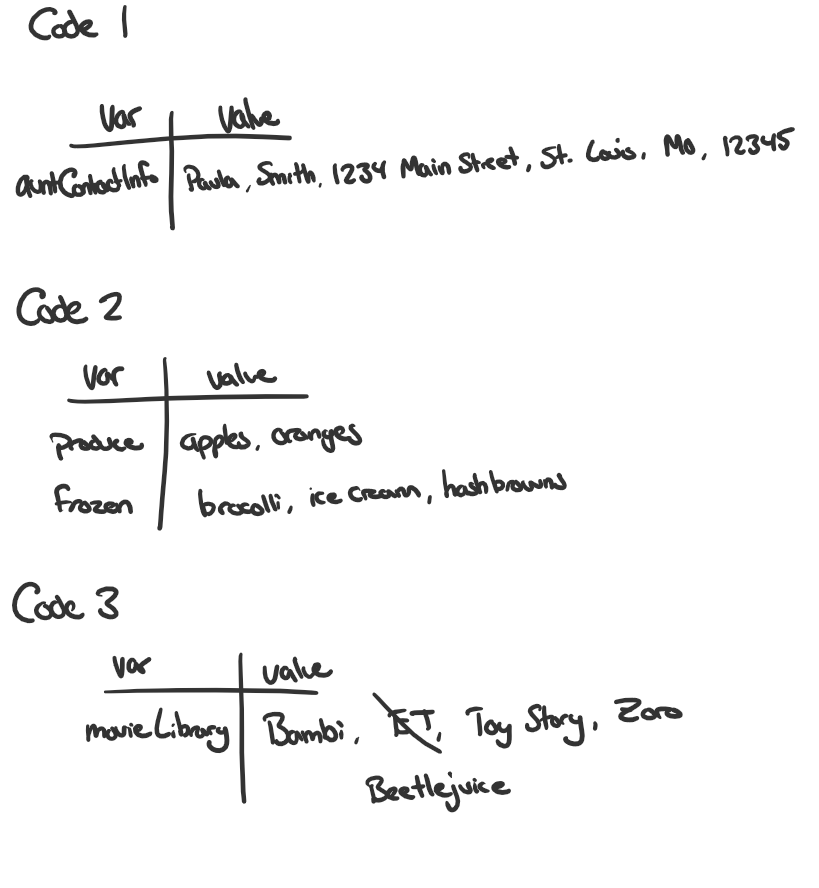 Code 1
Var value
auntContactInfo Paula, Smith, 1234 Main Street, St. Louis, Mo, 12345
Code 2
Var value
produce apples, oranges
frozen brocolli, ice cream, hashbrowns
Code 3
var value
movieLibrary Bambi, ET, Toy Story, Zoro
Beetlejuice